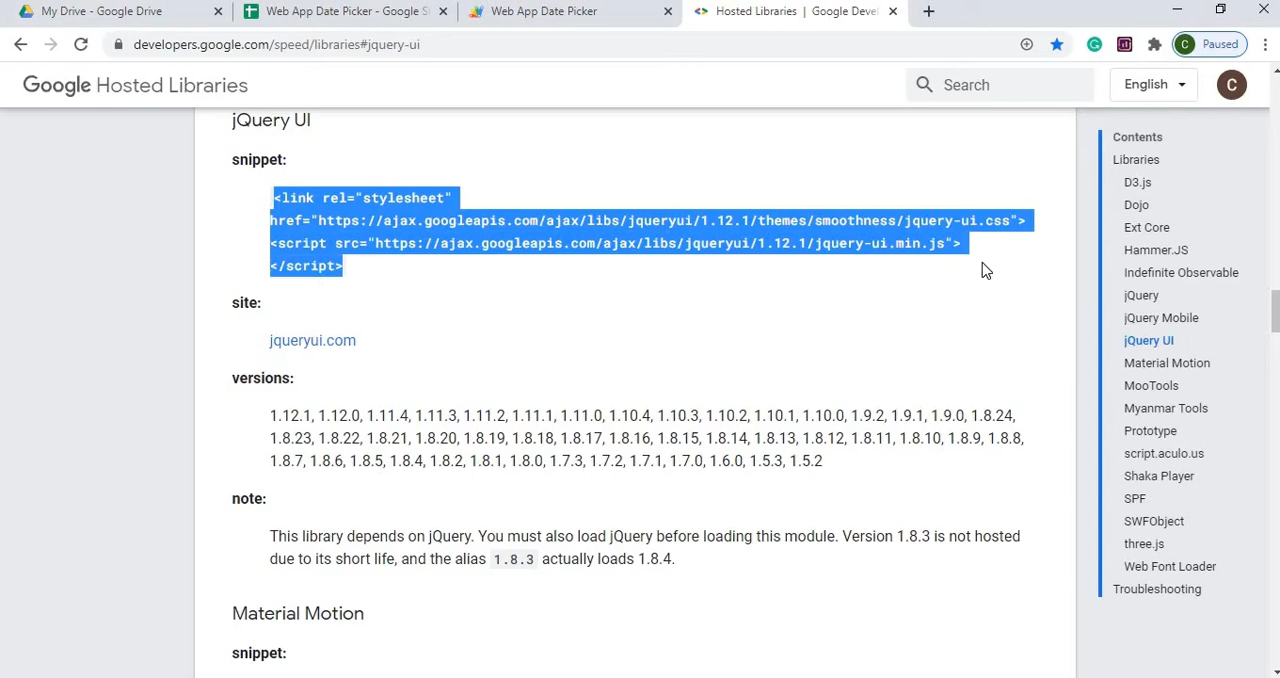 My Drive - Google Drive
Web App Date Picker - Google S
Web App Date Picker
Hosted Libraries | Google Devel
developers.google.com/speed/libraries#jquery-ui
C Paused
Google Hosted Libraries
Search
English
C
jQuery UI
snippet:
<link rel="stylesheet"
href="https://ajax.googleapis.com/ajax/libs/jqueryui/1.12.1/themes/smoothness/jquery-ui.css">
<script src="https://ajax.googleapis.com/ajax/libs/jqueryui/1.12.1/jquery-ui.min.js">
</script>
site:
jqueryui.com
versions:
1.12.1, 1.12.0, 1.11.4, 1.11.3, 1.11.2, 1.11.1, 1.11.0, 1.10.4, 1.10.3, 1.10.2, 1.10.1, 1.10.0, 1.9.2, 1.9.1, 1.9.0, 1.8.24,
1.8.23, 1.8.22, 1.8.21, 1.8.20, 1.8.19, 1.8.18, 1.8.17, 1.8.16, 1.8.15, 1.8.14, 1.8.13, 1.8.12, 1.8.11, 1.8.10, 1.8.9, 1.8.8,
1.8.7, 1.8.6, 1.8.5, 1.8.4, 1.8.2, 1.8.1, 1.8.0, 1.7.3, 1.7.2, 1.7.1, 1.7.0, 1.6.0, 1.5.3, 1.5.2
note:
This library depends on jQuery. You must also load jQuery before loading this module. Version 1.8.3 is not hosted
due to its short life, and the alias 1.8.3 actually loads 1.8.4.
Material Motion
snippet:
Contents
Libraries
D3.js
Dojo
Ext Core
Hammer.JS
Indefinite Observable
jQuery
jQuery Mobile
jQuery UI
Material Motion
MooTools
Myanmar Tools
Prototype
script.aculo.us
Shaka Player
SPF
SWFObject
three.js
Web Font Loader
Troubleshooting